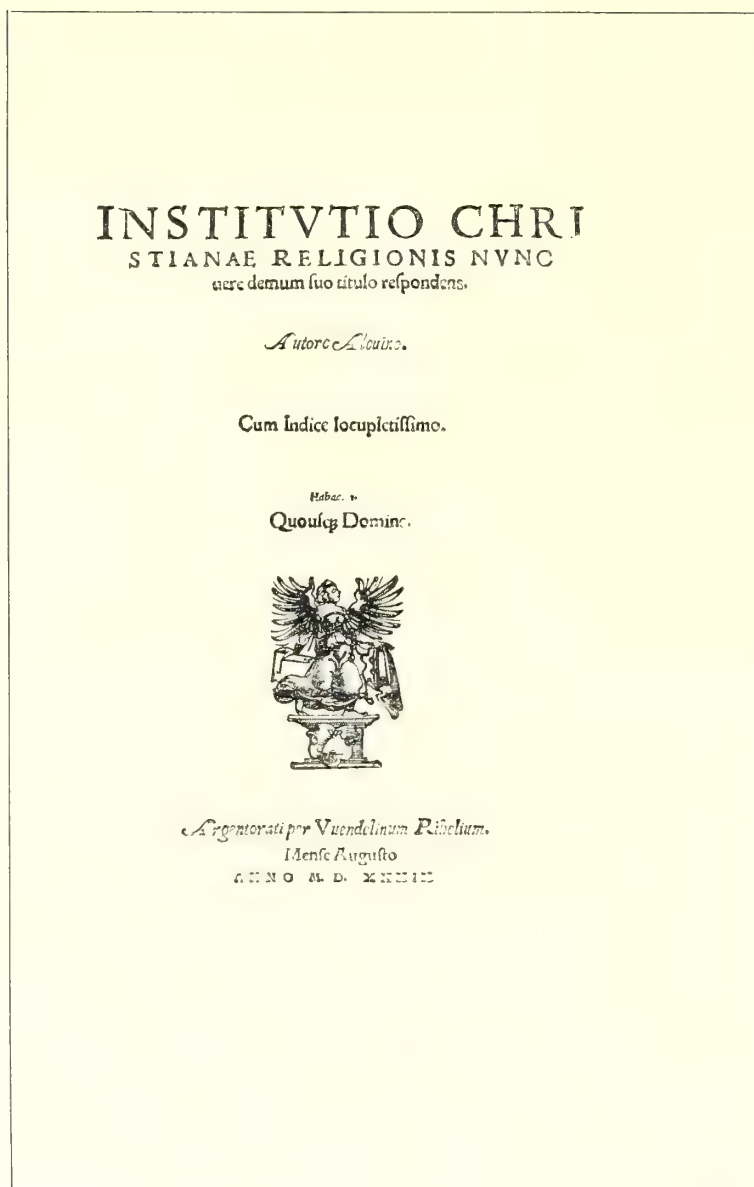 INSTITVTIO CHRI
STIANAE RELIGIONIS NVNC
uere demum ſuo titulo reſpondens.
Autore Alcuino.
Cum Indice locupletiſſimo.
Habac. 1.
Quouſq; Domine.
Argentorati per Vuendelinum Rihelium.
Menſe Auguſto
ANNO M. D. XXXIX